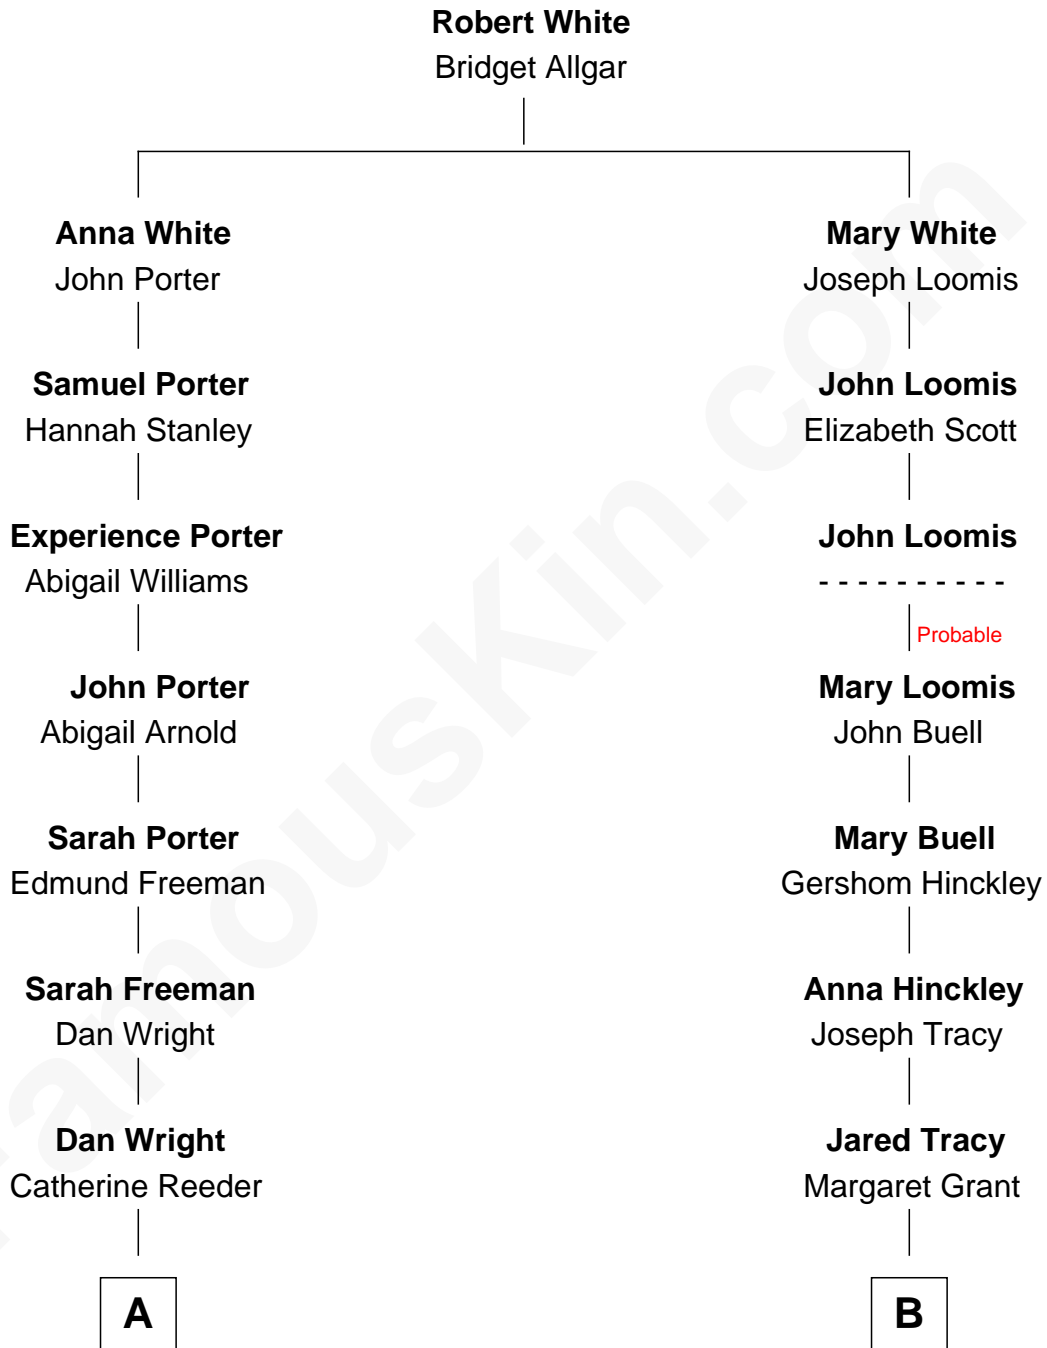 Robert White
Bridget Allgar
Anna White
John Porter
Samuel Porter
Hannah Stanley
Experience Porter
Abigail Williams
John Porter
Abigail Arnold
Sarah Porter
Edmund Freeman
Sarah Freeman
Dan Wright
Dan Wright
Catherine Reeder
A
Mary White
Joseph Loomis
John Loomis
Elizabeth Scott
John Loomis
- - - - - - - - - -
Probable
Mary Loomis
John Buell
Mary Buell
Gershom Hinckley
Anna Hinckley
Joseph Tracy
Jared Tracy
Margaret Grant
B
FamousKin.com